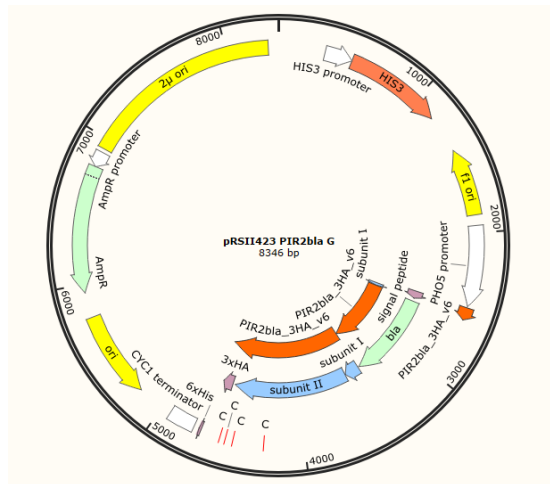 8000
2μ ori
HIS3 promoter
HIS3
1000
7000
AmpR promoter
f1 ori
2000
AmpR
pRSII423 PIR2bla G
8346 bp
subunit I
PIR2bla_3HA_v6
signal peptide
PHO5 promoter
6000
PIR2bla_3HA_v6
bla
PIR2bla_3HA_v6
ori
subunit I
3000
CYC1 terminator
3xHA
subunit II
6xHis
C
C
C
C
5000
4000